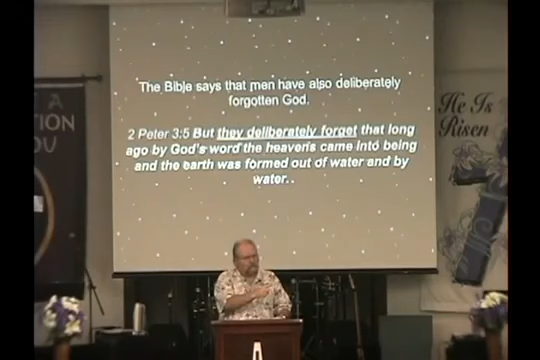 The Bible says that men have also deliberately
forgotten God.
2 Peter 3:5 But they deliberately forget that long
ago by God's word the heavens came into being
and the earth was formed out of water and by
water..
A
He Is
Risen
A